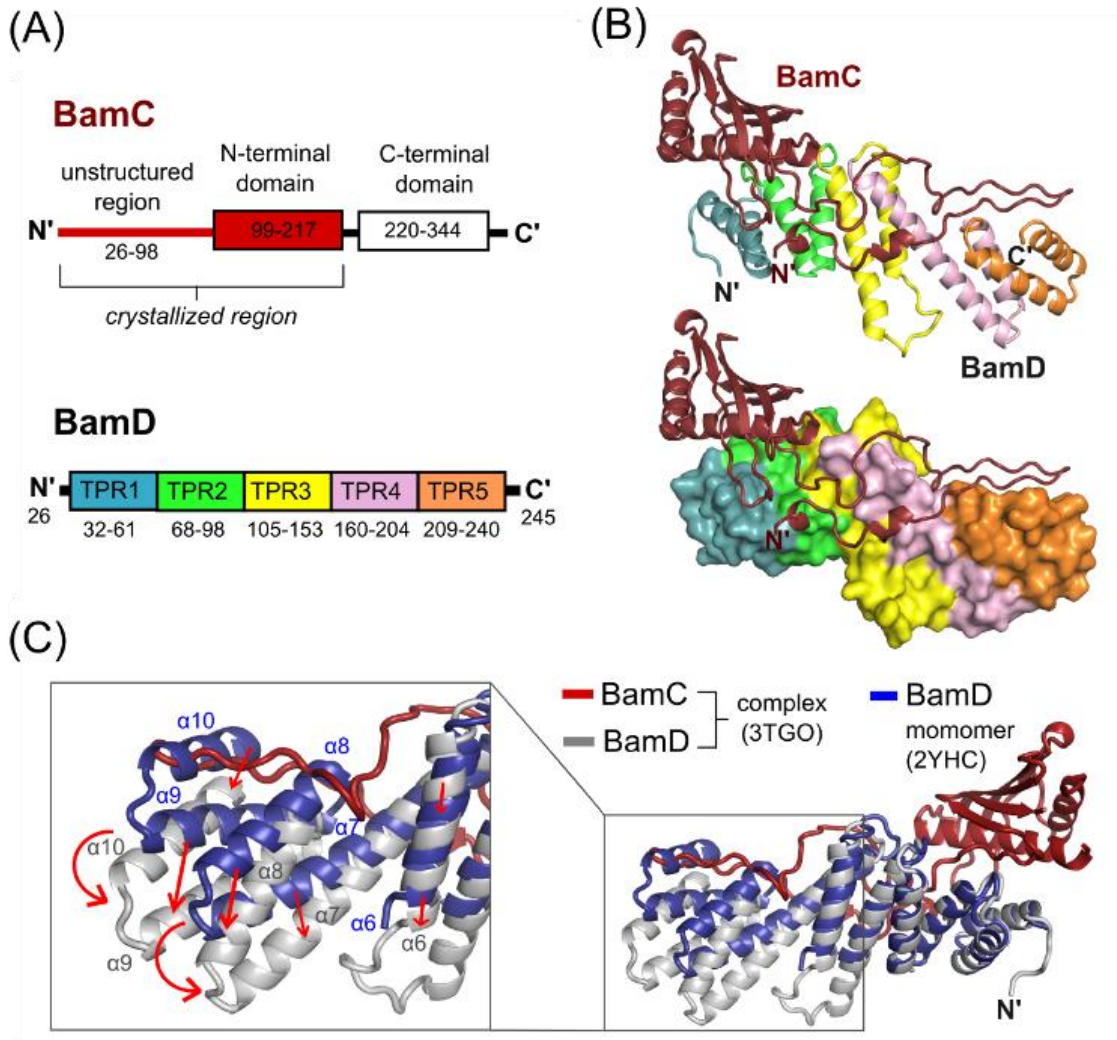 (A)
BamC
unstructured
region
N-terminal
domain
C-terminal
domain
N'
99-217
220-344
C'
26-98
crystallized region
BamD
N'
TPR1
TPR2
TPR3
TPR4
TPR5
C'
26
32-61
68-98
105-153
160-204
209-240
245
(B)
BamC
N'
N'
C'
BamD
N'
(C)
α10
α8
α9
α7
α10
α8
α7
α6
α6
α9
BamC
BamD
complex
(3TGO)
BamD
momomer
(2YHC)
N'